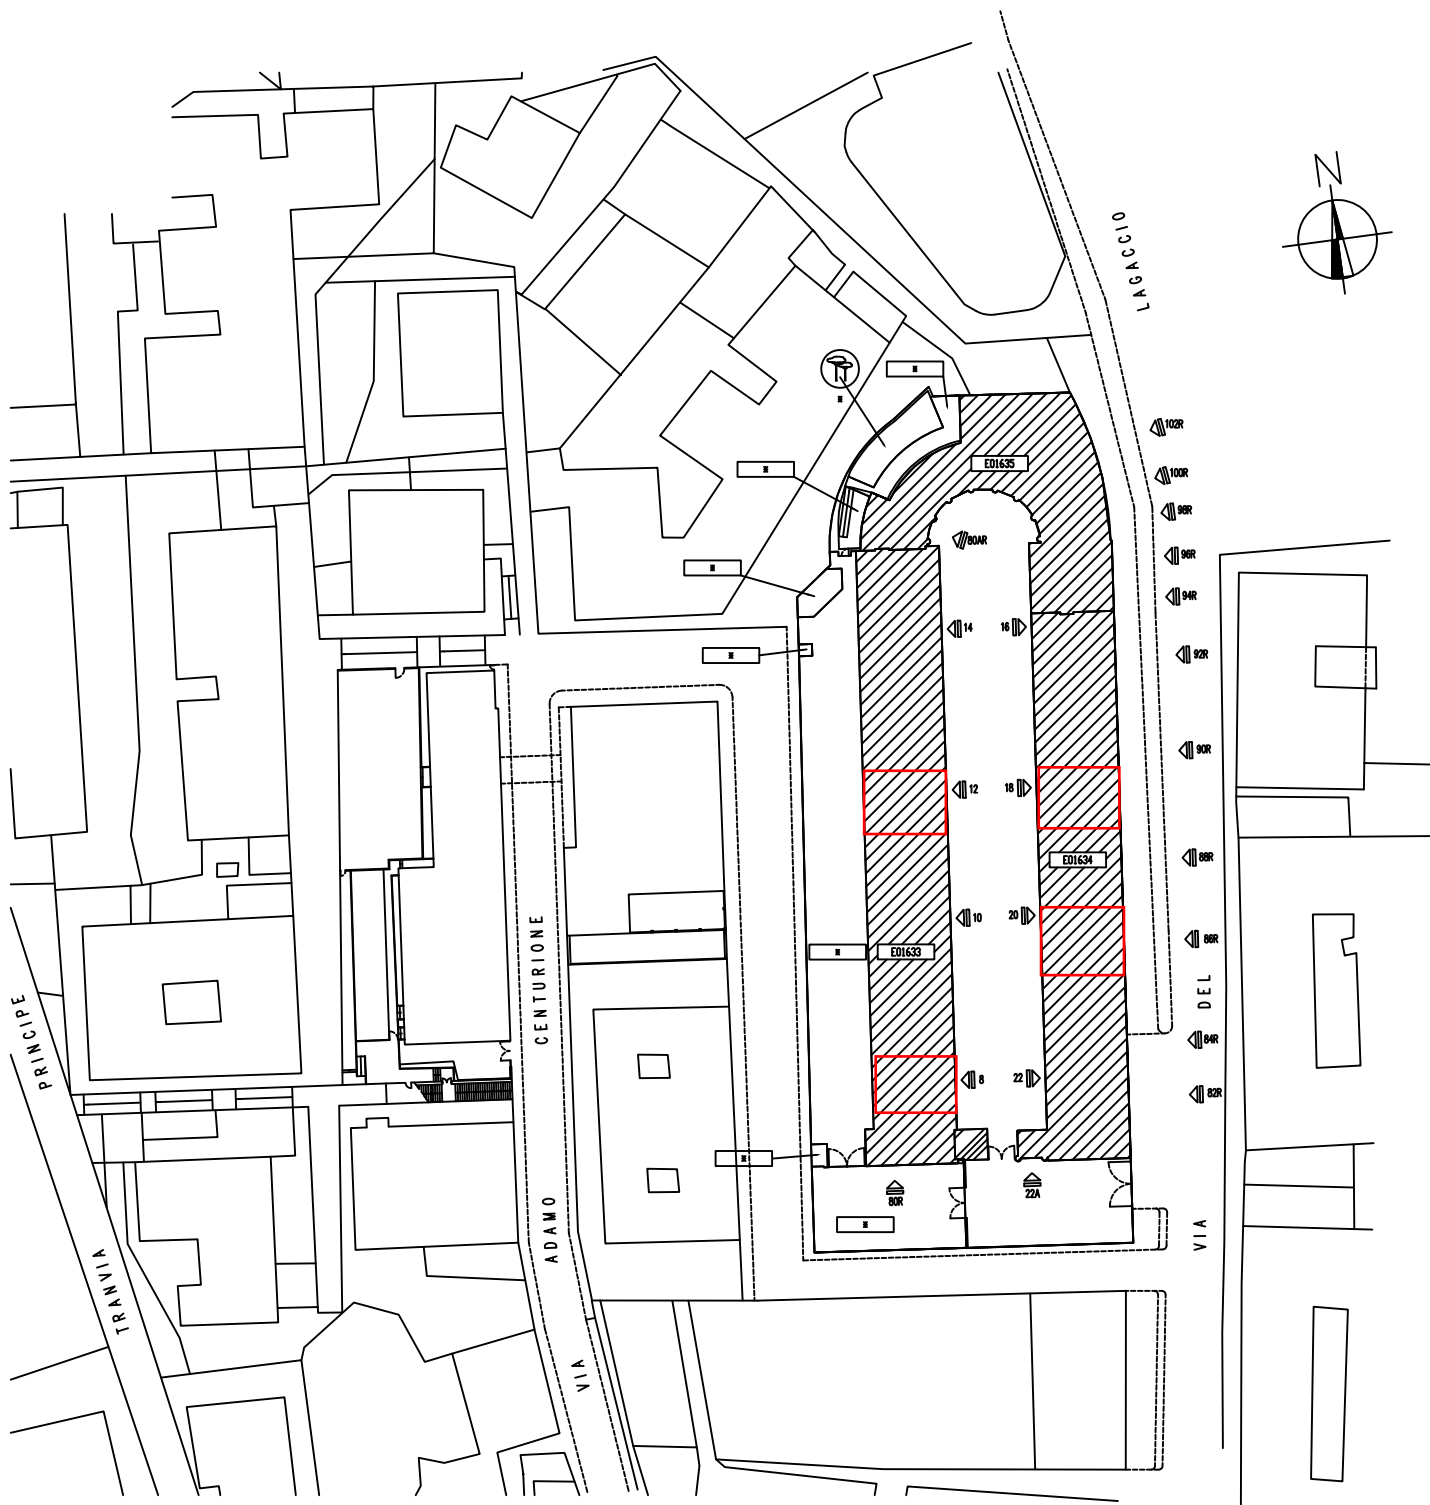 N
LAGACCIO
102R
E01635
100R
98R
80AR
96R
94R
14
16
92R
90R
12
18
88R
E01634
10
20
86R
E01633
CENTURIONE
DEL
PRINCIPE
84R
8
22
82R
80R
22A
ADAMO
VIA
TRANVIA
VIA